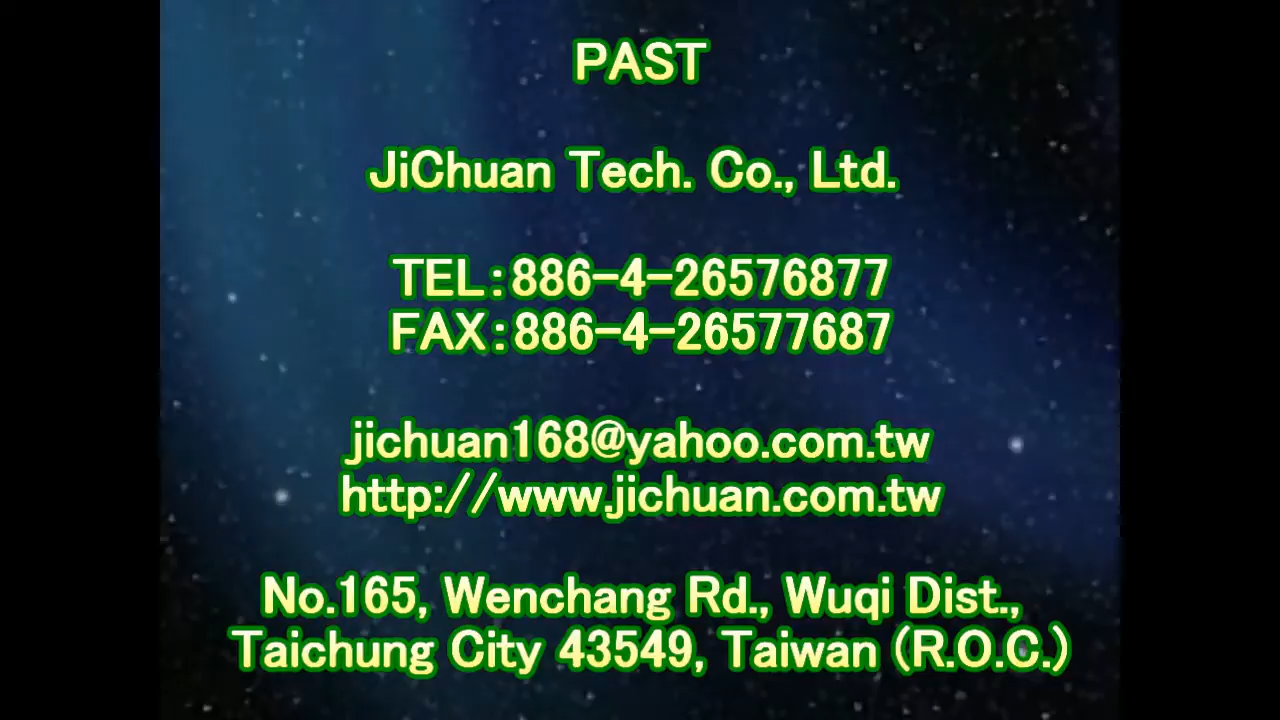 PAST
JiChuan Tech. Co., Ltd.
TEL:886-4-26576877
FAX:886-4-26577687
jichuan168@yahoo.com.tw
http://www.jichuan.com.tw
No.165, Wenchang Rd., Wuqi Dist.,
Taichung City 43549, Taiwan (R.O.C.)